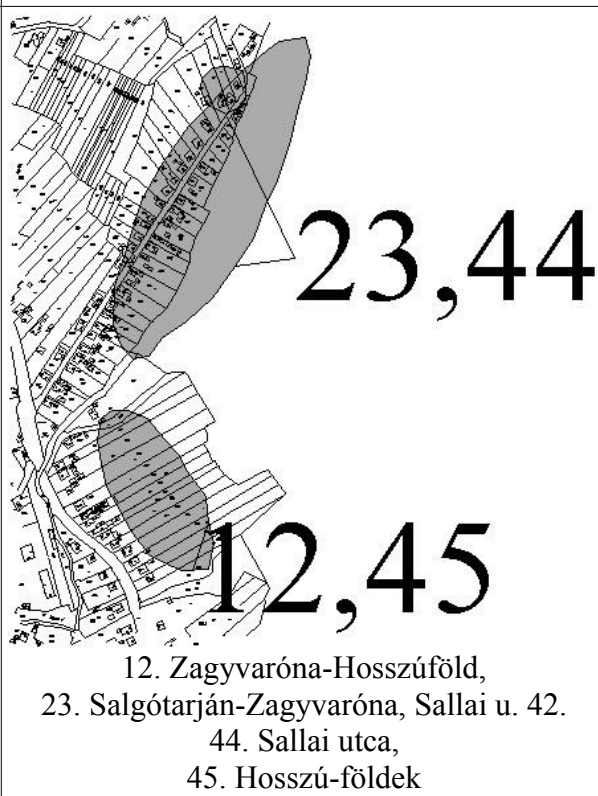 23,44
12,45
12. Zagyvaróna-Hosszúföld,
23. Salgótarján-Zagyvaróna, Sallai u. 42.
44. Sallai utca,
45. Hosszú-földek